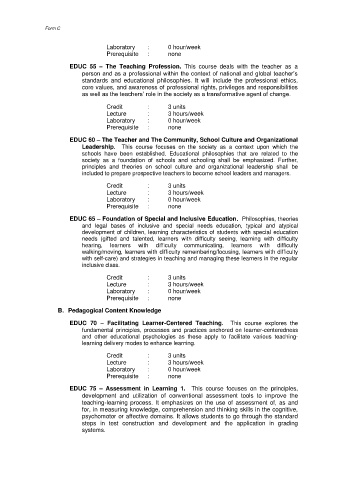 Form C
Laboratory : 0 hour/week
Prerequisite : none
EDUC 55 – The Teaching Profession. This course deals with the teacher as a
person and as a professional within the context of national and global teacher's
standards and educational philosophies. It will include the professional ethics,
core values, and awareness of professional rights, privileges and responsibilities
as well as the teachers' role in the society as a transformative agent of change.
Credit : 3 units
Lecture : 3 hours/week
Laboratory : 0 hour/week
Prerequisite : none
EDUC 60 – The Teacher and The Community, School Culture and Organizational
Leadership. This course focuses on the society as a context upon which the
schools have been established. Educational philosophies that are related to the
society as a foundation of schools and schooling shall be emphasized. Further,
principles and theories on school culture and organizational leadership shall be
included to prepare prospective teachers to become school leaders and managers.
Credit : 3 units
Lecture : 3 hours/week
Laboratory : 0 hour/week
Prerequisite : none
EDUC 65 – Foundation of Special and Inclusive Education. Philosophies, theories
and legal bases of inclusive and special needs education, typical and atypical
development of children, learning characteristics of students with special education
needs (gifted and talented, learners with difficulty seeing, learning with difficulty
hearing, learners with difficulty communicating, learners with difficulty
walking/moving, learners with difficulty remembering/focusing, learners with difficulty
with self-care) and strategies in teaching and managing these learners in the regular
inclusive class.
Credit : 3 units
Lecture : 3 hours/week
Laboratory : 0 hour/week
Prerequisite : none
B. Pedagogical Content Knowledge
EDUC 70 – Facilitating Learner-Centered Teaching. This course explores the
fundamental principles, processes and practices anchored on learner-centeredness
and other educational psychologies as these apply to facilitate various teaching-
learning delivery modes to enhance learning.
Credit : 3 units
Lecture : 3 hours/week
Laboratory : 0 hour/week
Prerequisite : none
EDUC 75 – Assessment in Learning 1. This course focuses on the principles,
development and utilization of conventional assessment tools to improve the
teaching-learning process. It emphasizes on the use of assessment of, as and
for, in measuring knowledge, comprehension and thinking skills in the cognitive,
psychomotor or affective domains. It allows students to go through the standard
steps in test construction and development and the application in grading
systems.